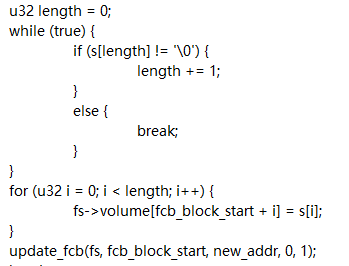 u32 length = 0;
while (true) {
if (s[length] != '\0') {
length += 1;
}
else {
break;
}
}
for (u32 i = 0; i < length; i++) {
fs->volume[fcb_block_start + i] = s[i];
}
update_fcb(fs, fcb_block_start, new_addr, 0, 1);